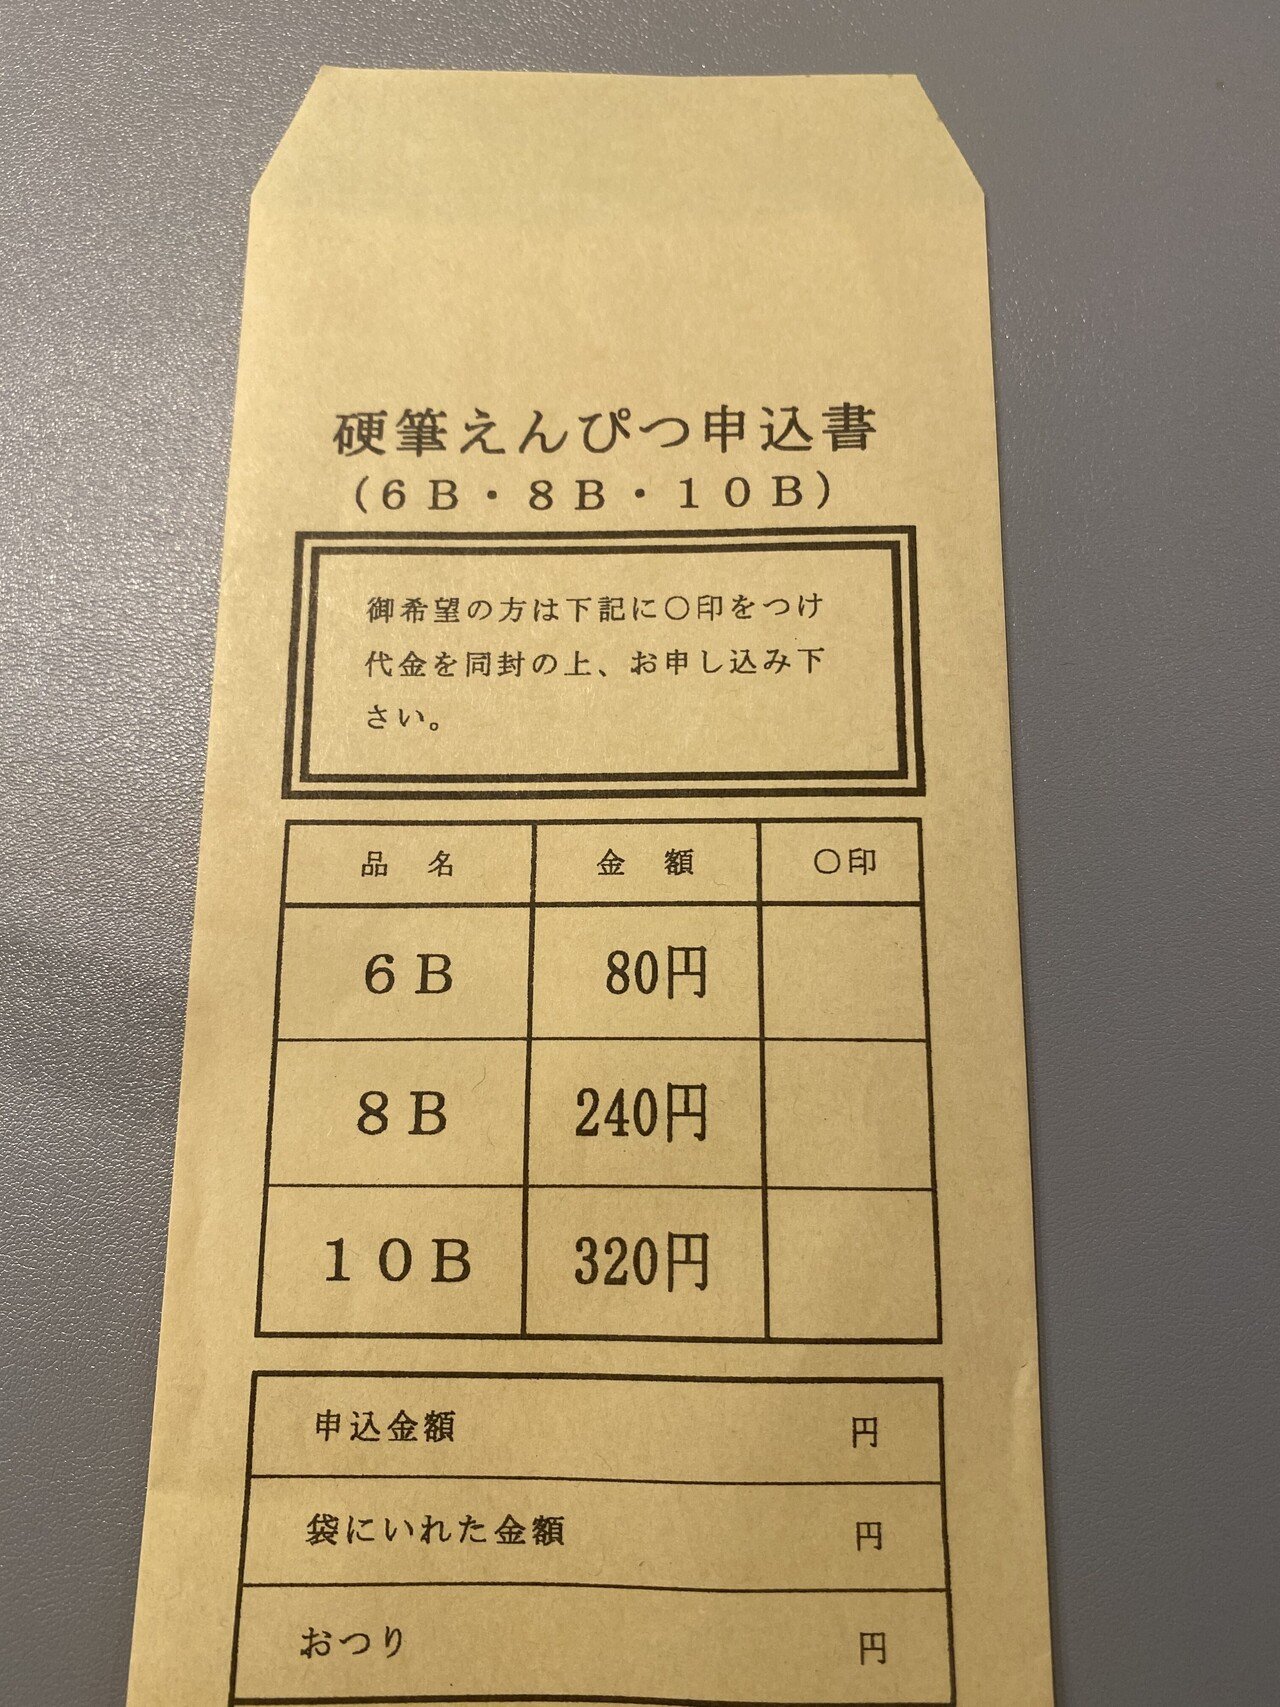 硬筆えんぴつ申込書
(6B・8B・10B)
御希望の方は下記に〇印をつけ
代金を同封の上、お申し込み下
さい。
品 名 金 額 〇印
6B 80円
8B 240円
10B 320円
申込金額 円
袋にいれた金額 円
おつり 円